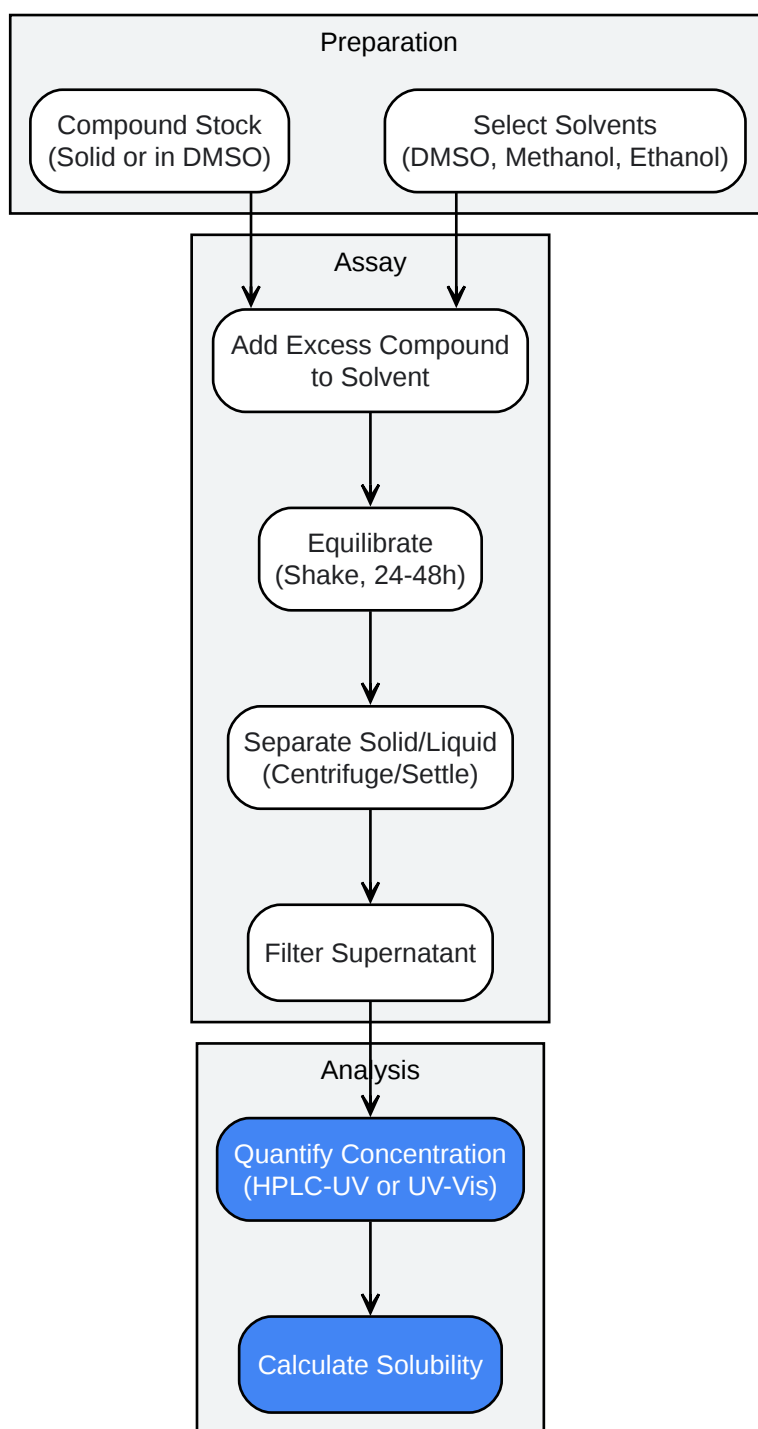 Preparation
Compound Stock
(Solid or in DMSO)
Select Solvents
(DMSO, Methanol, Ethanol)
Assay
Add Excess Compound
to Solvent
Equilibrate
(Shake, 24-48h)
Separate Solid/Liquid
(Centrifuge/Settle)
Filter Supernatant
Analysis
Quantify Concentration
(HPLC-UV or UV-Vis)
Calculate Solubility